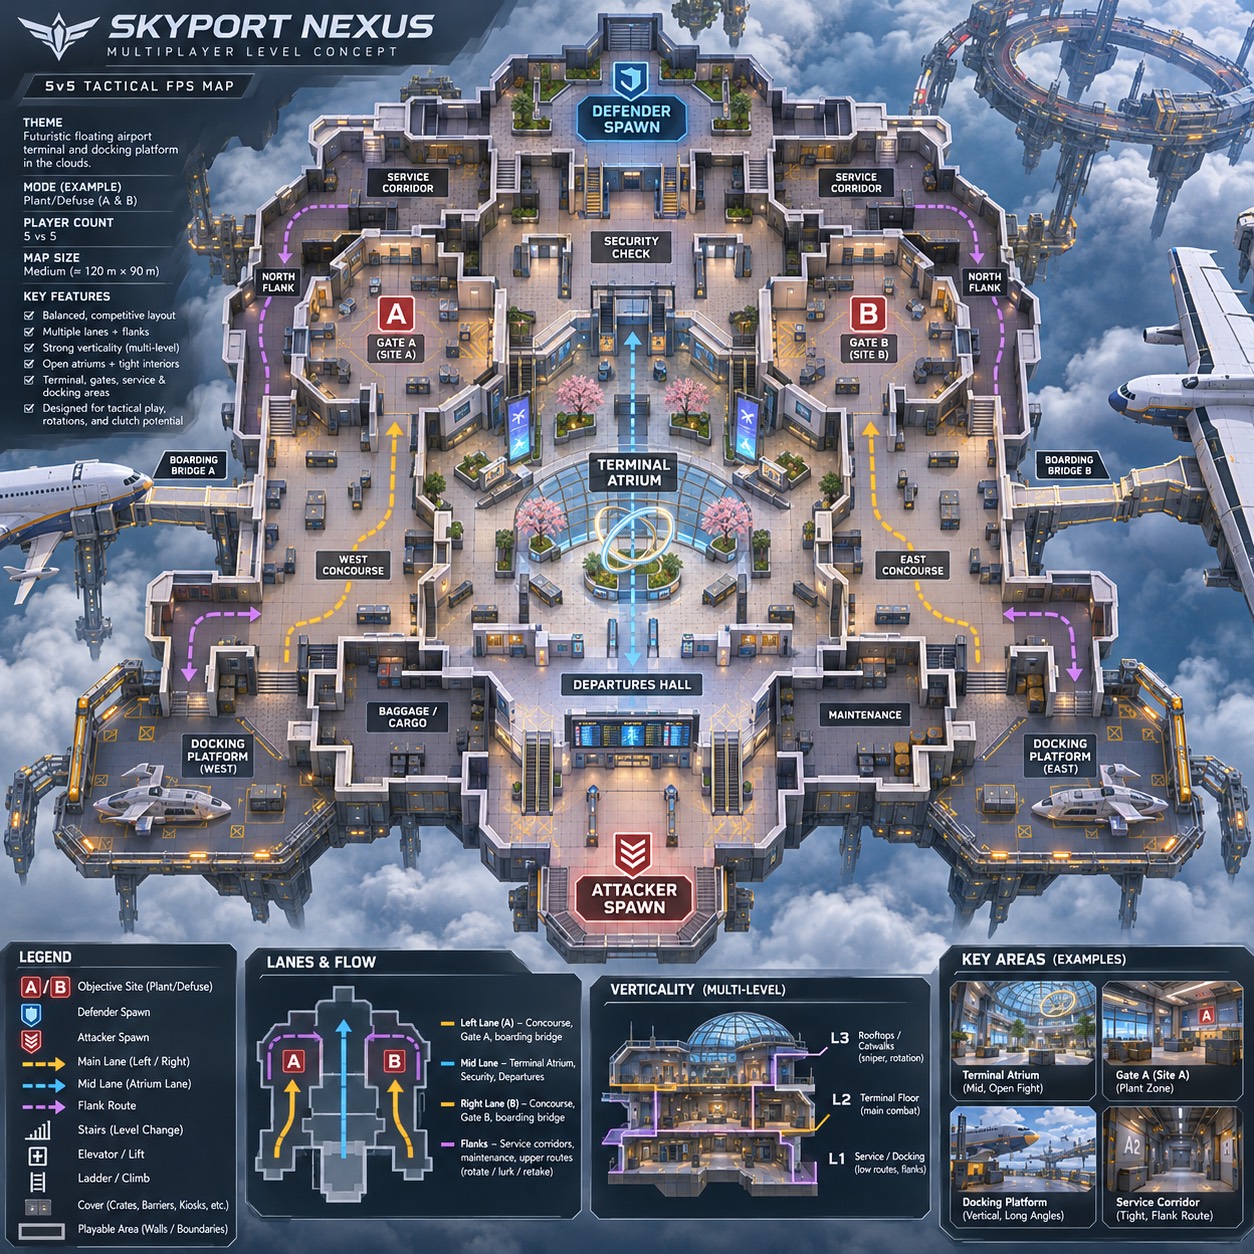 SKYPORT NEXUS
MULTIPLAYER LEVEL CONCEPT
5v5 TACTICAL FPS MAP
THEME
Futuristic floating airport
terminal and docking platform
in the clouds.
MODE (EXAMPLE)
Plant/Defuse (A & B)
PLAYER COUNT
5 vs 5
MAP SIZE
Medium (≈ 120 m × 90 m)
KEY FEATURES
Balanced, competitive layout
Multiple lanes + flanks
Strong verticality (multi-level)
Open atriums + tight interiors
Terminal, gates, service &
docking areas
Designed for tactical play,
rotations, and clutch potential
DEFENDER
SPAWN
SERVICE
CORRIDOR
SERVICE
CORRIDOR
SECURITY
CHECK
NORTH
FLANK
NORTH
FLANK
A
GATE A
(SITE A)
B
GATE B
(SITE B)
BOARDING
BRIDGE A
TERMINAL
ATRIUM
BOARDING
BRIDGE B
WEST
CONCOURSE
EAST
CONCOURSE
DEPARTURES HALL
BAGGAGE /
CARGO
MAINTENANCE
DOCKING
PLATFORM
(WEST)
DOCKING
PLATFORM
(EAST)
ATTACKER
SPAWN
LEGEND
A / B Objective Site (Plant/Defuse)
Defender Spawn
Attacker Spawn
Main Lane (Left / Right)
Mid Lane (Atrium Lane)
Flank Route
Stairs (Level Change)
Elevator / Lift
Ladder / Climb
Cover (Crates, Barriers, Kiosks, etc.)
Playable Area (Walls / Boundaries)
LANES & FLOW
A
B
Left Lane (A) – Concourse,
Gate A, boarding bridge
Mid Lane – Terminal Atrium,
Security, Departures
Right Lane (B) – Concourse,
Gate B, boarding bridge
Flanks – Service corridors,
maintenance, upper routes
(rotate / lurk / retake)
VERTICALITY (MULTI-LEVEL)
L3 Rooftops /
Catwalks
(sniper, rotation)
L2 Terminal Floor
(main combat)
L1 Service / Docking
(low routes, flanks)
KEY AREAS (EXAMPLES)
Terminal Atrium
(Mid, Open Fight)
A
Gate A (Site A)
(Plant Zone)
Docking Platform
(Vertical, Long Angles)
A2
Service Corridor
(Tight, Flank Route)